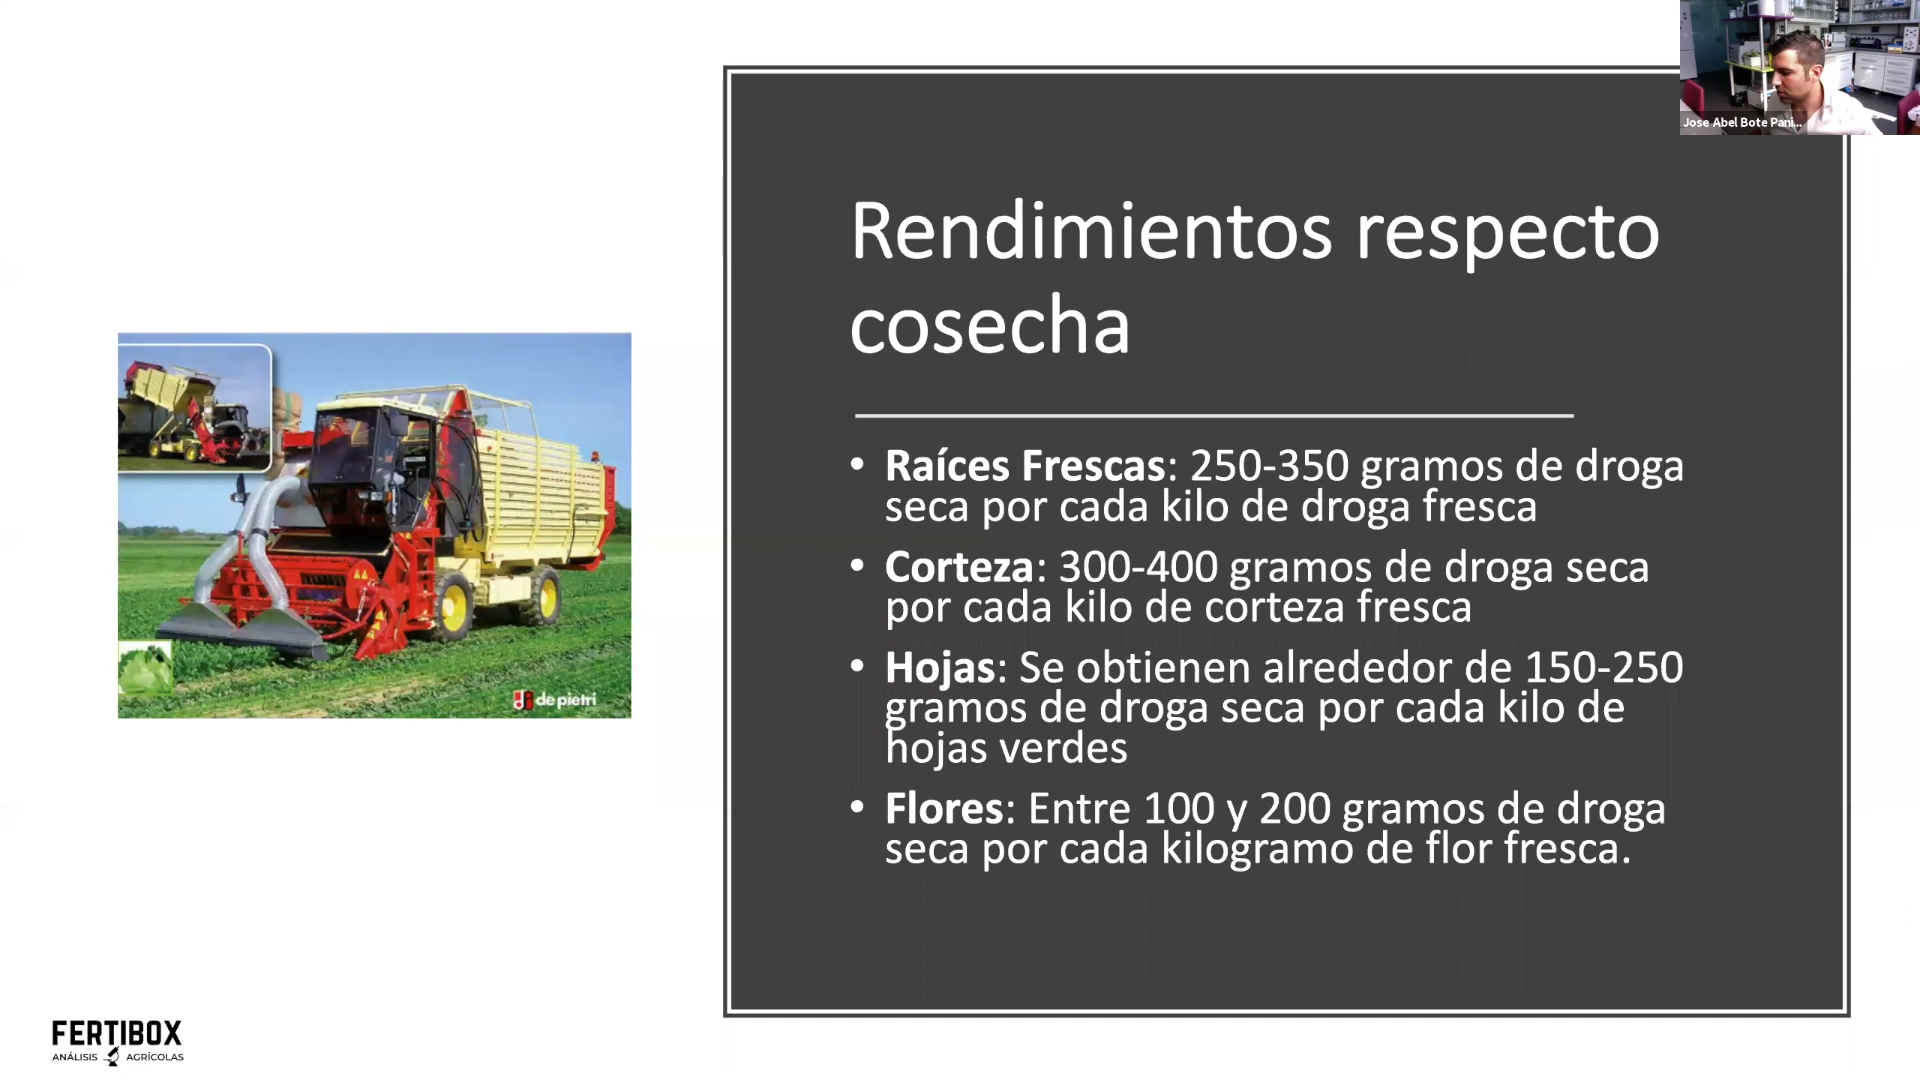 Jose Abel Bote Pani...
Rendimientos respecto
cosecha
• Raíces Frescas: 250-350 gramos de droga
seca por cada kilo de droga fresca
• Corteza: 300-400 gramos de droga seca
por cada kilo de corteza fresca
• Hojas: Se obtienen alrededor de 150-250
gramos de droga seca por cada kilo de
hojas verdes
• Flores: Entre 100 y 200 gramos de droga
seca por cada kilogramo de flor fresca.
de pietri
FERTIBOX
ANÁLISIS AGRÍCOLAS